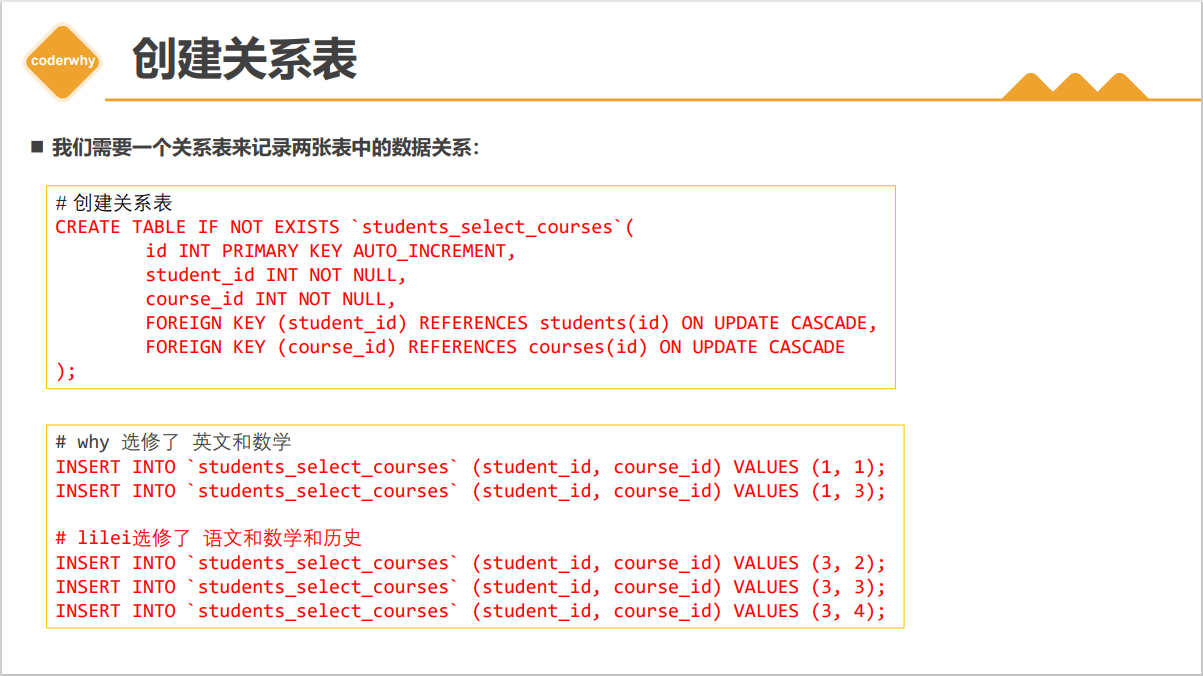 coderwhy
创建关系表
■ 我们需要一个关系表来记录两张表中的数据关系：
# 创建关系表
CREATE TABLE IF NOT EXISTS `students_select_courses`(
id INT PRIMARY KEY AUTO_INCREMENT,
student_id INT NOT NULL,
course_id INT NOT NULL,
FOREIGN KEY (student_id) REFERENCES students(id) ON UPDATE CASCADE,
FOREIGN KEY (course_id) REFERENCES courses(id) ON UPDATE CASCADE
);
# why 选修了 英文和数学
INSERT INTO `students_select_courses` (student_id, course_id) VALUES (1, 1);
INSERT INTO `students_select_courses` (student_id, course_id) VALUES (1, 3);
# lilei选修了 语文和数学和历史
INSERT INTO `students_select_courses` (student_id, course_id) VALUES (3, 2);
INSERT INTO `students_select_courses` (student_id, course_id) VALUES (3, 3);
INSERT INTO `students_select_courses` (student_id, course_id) VALUES (3, 4);